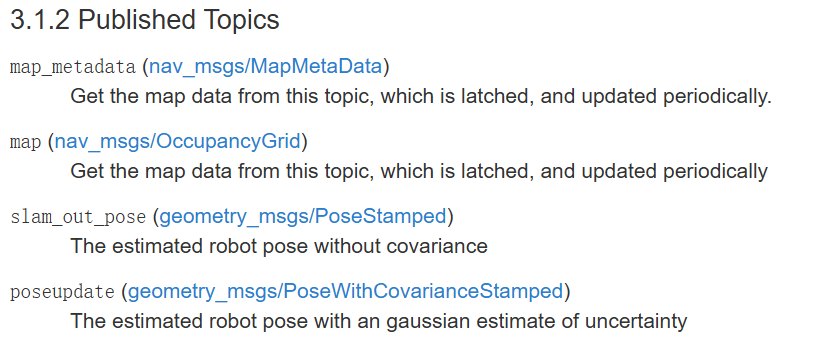 3.1.2 Published Topics
map_metadata (nav_msgs/MapMetaData)
Get the map data from this topic, which is latched, and updated periodically.
map (nav_msgs/OccupancyGrid)
Get the map data from this topic, which is latched, and updated periodically
slam_out_pose (geometry_msgs/PoseStamped)
The estimated robot pose without covariance
poseupdate (geometry_msgs/PoseWithCovarianceStamped)
The estimated robot pose with an gaussian estimate of uncertainty